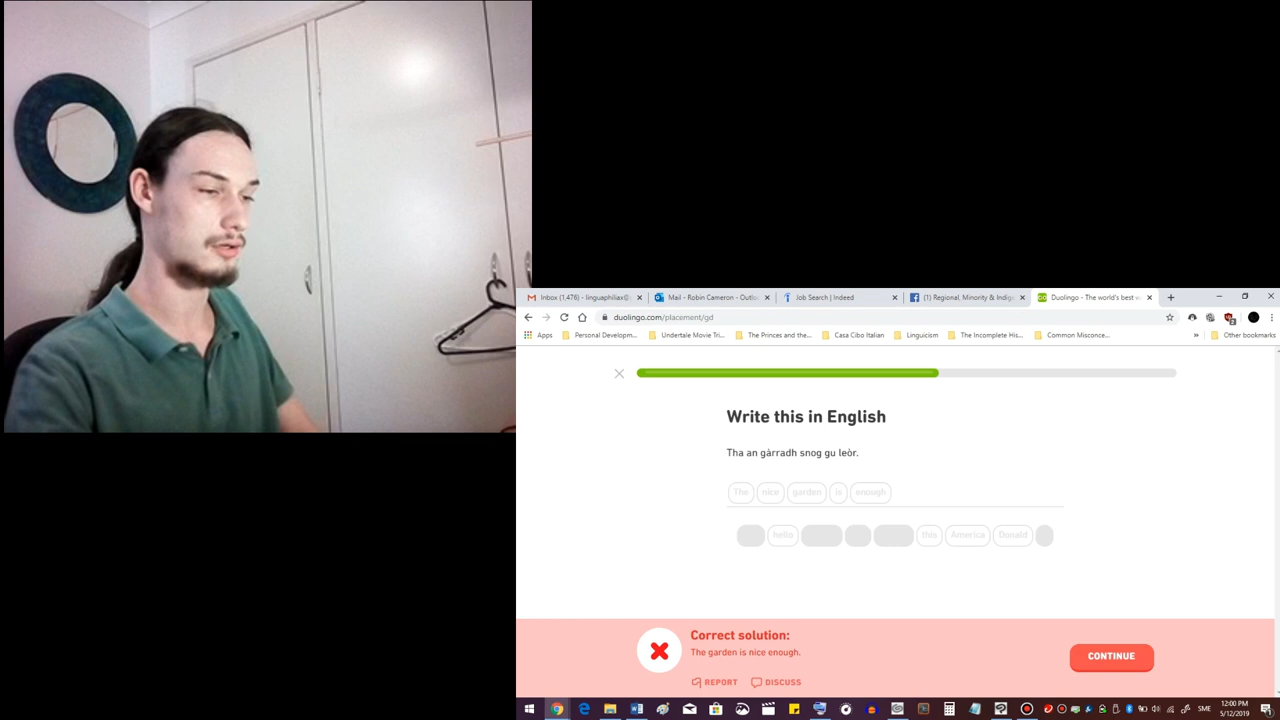 Inbox (1,476) - linguaphiliax@
Mail - Robin Cameron - Outlo
Job Search | Indeed
(1) Regional, Minority & Indig
Duolingo - The world's best w
duolingo.com/placement/gd
Apps
Personal Developm...
Undertale Movie Tri...
The Princes and the...
Casa Cibo Italian
Linguicism
The Incomplete His...
Common Misconce...
»
Other bookmarks
Write this in English
Tha an gàrradh snog gu leòr.
The nice garden is enough
hello this America Donald
Correct solution:
The garden is nice enough.
REPORT DISCUSS
CONTINUE
SME
12:00 PM
5/12/2019